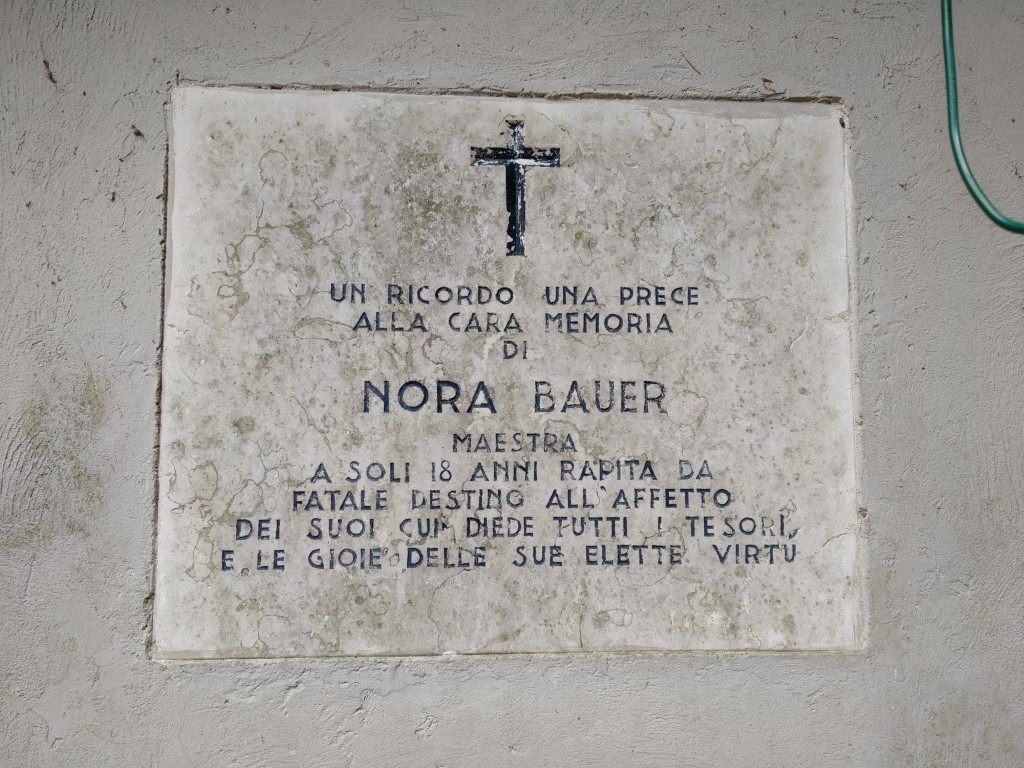 UN RICORDO UNA PRECE
ALLA CARA MEMORIA
DI
NORA BAUER
MAESTRA
A SOLI 18 ANNI RAPITA DA
FATALE DESTINO ALL'AFFETTO
DEI SUOI CUI DIEDE TUTTI I TESORI,
E LE GIOIE DELLE SUE ELETTE VIRTÙ